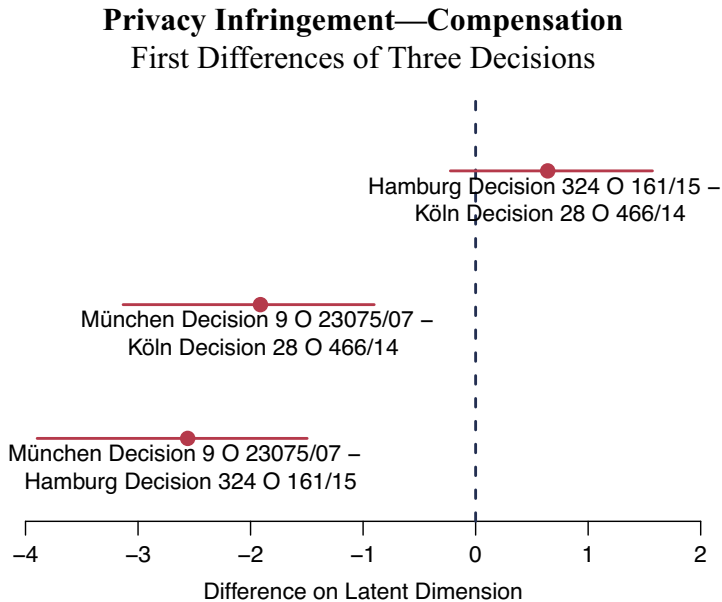 Privacy Infringement—Compensation
First Differences of Three Decisions
Hamburg Decision 324 O 161/15 −
Köln Decision 28 O 466/14
München Decision 9 O 23075/07 −
Köln Decision 28 O 466/14
München Decision 9 O 23075/07 −
Hamburg Decision 324 O 161/15
−4 −3 −2 −1 0 1 2
Difference on Latent Dimension